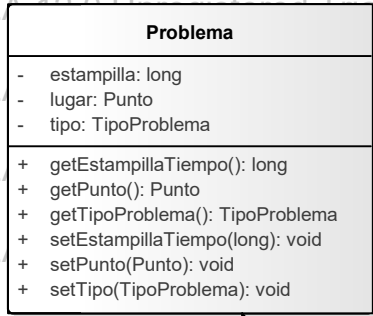 Problema
- estampilla: long
- lugar: Punto
- tipo: TipoProblema
+ getEstampillaTiempo(): long
+ getPunto(): Punto
+ getTipoProblema(): TipoProblema
+ setEstampillaTiempo(long): void
+ setPunto(Punto): void
+ setTipo(TipoProblema): void